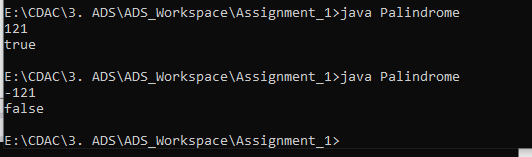 E:\CDAC\3. ADS\ADS_Workspace\Assignment_1>java Palindrome
121
true
E:\CDAC\3. ADS\ADS_Workspace\Assignment_1>java Palindrome
-121
false
E:\CDAC\3. ADS\ADS_Workspace\Assignment_1>